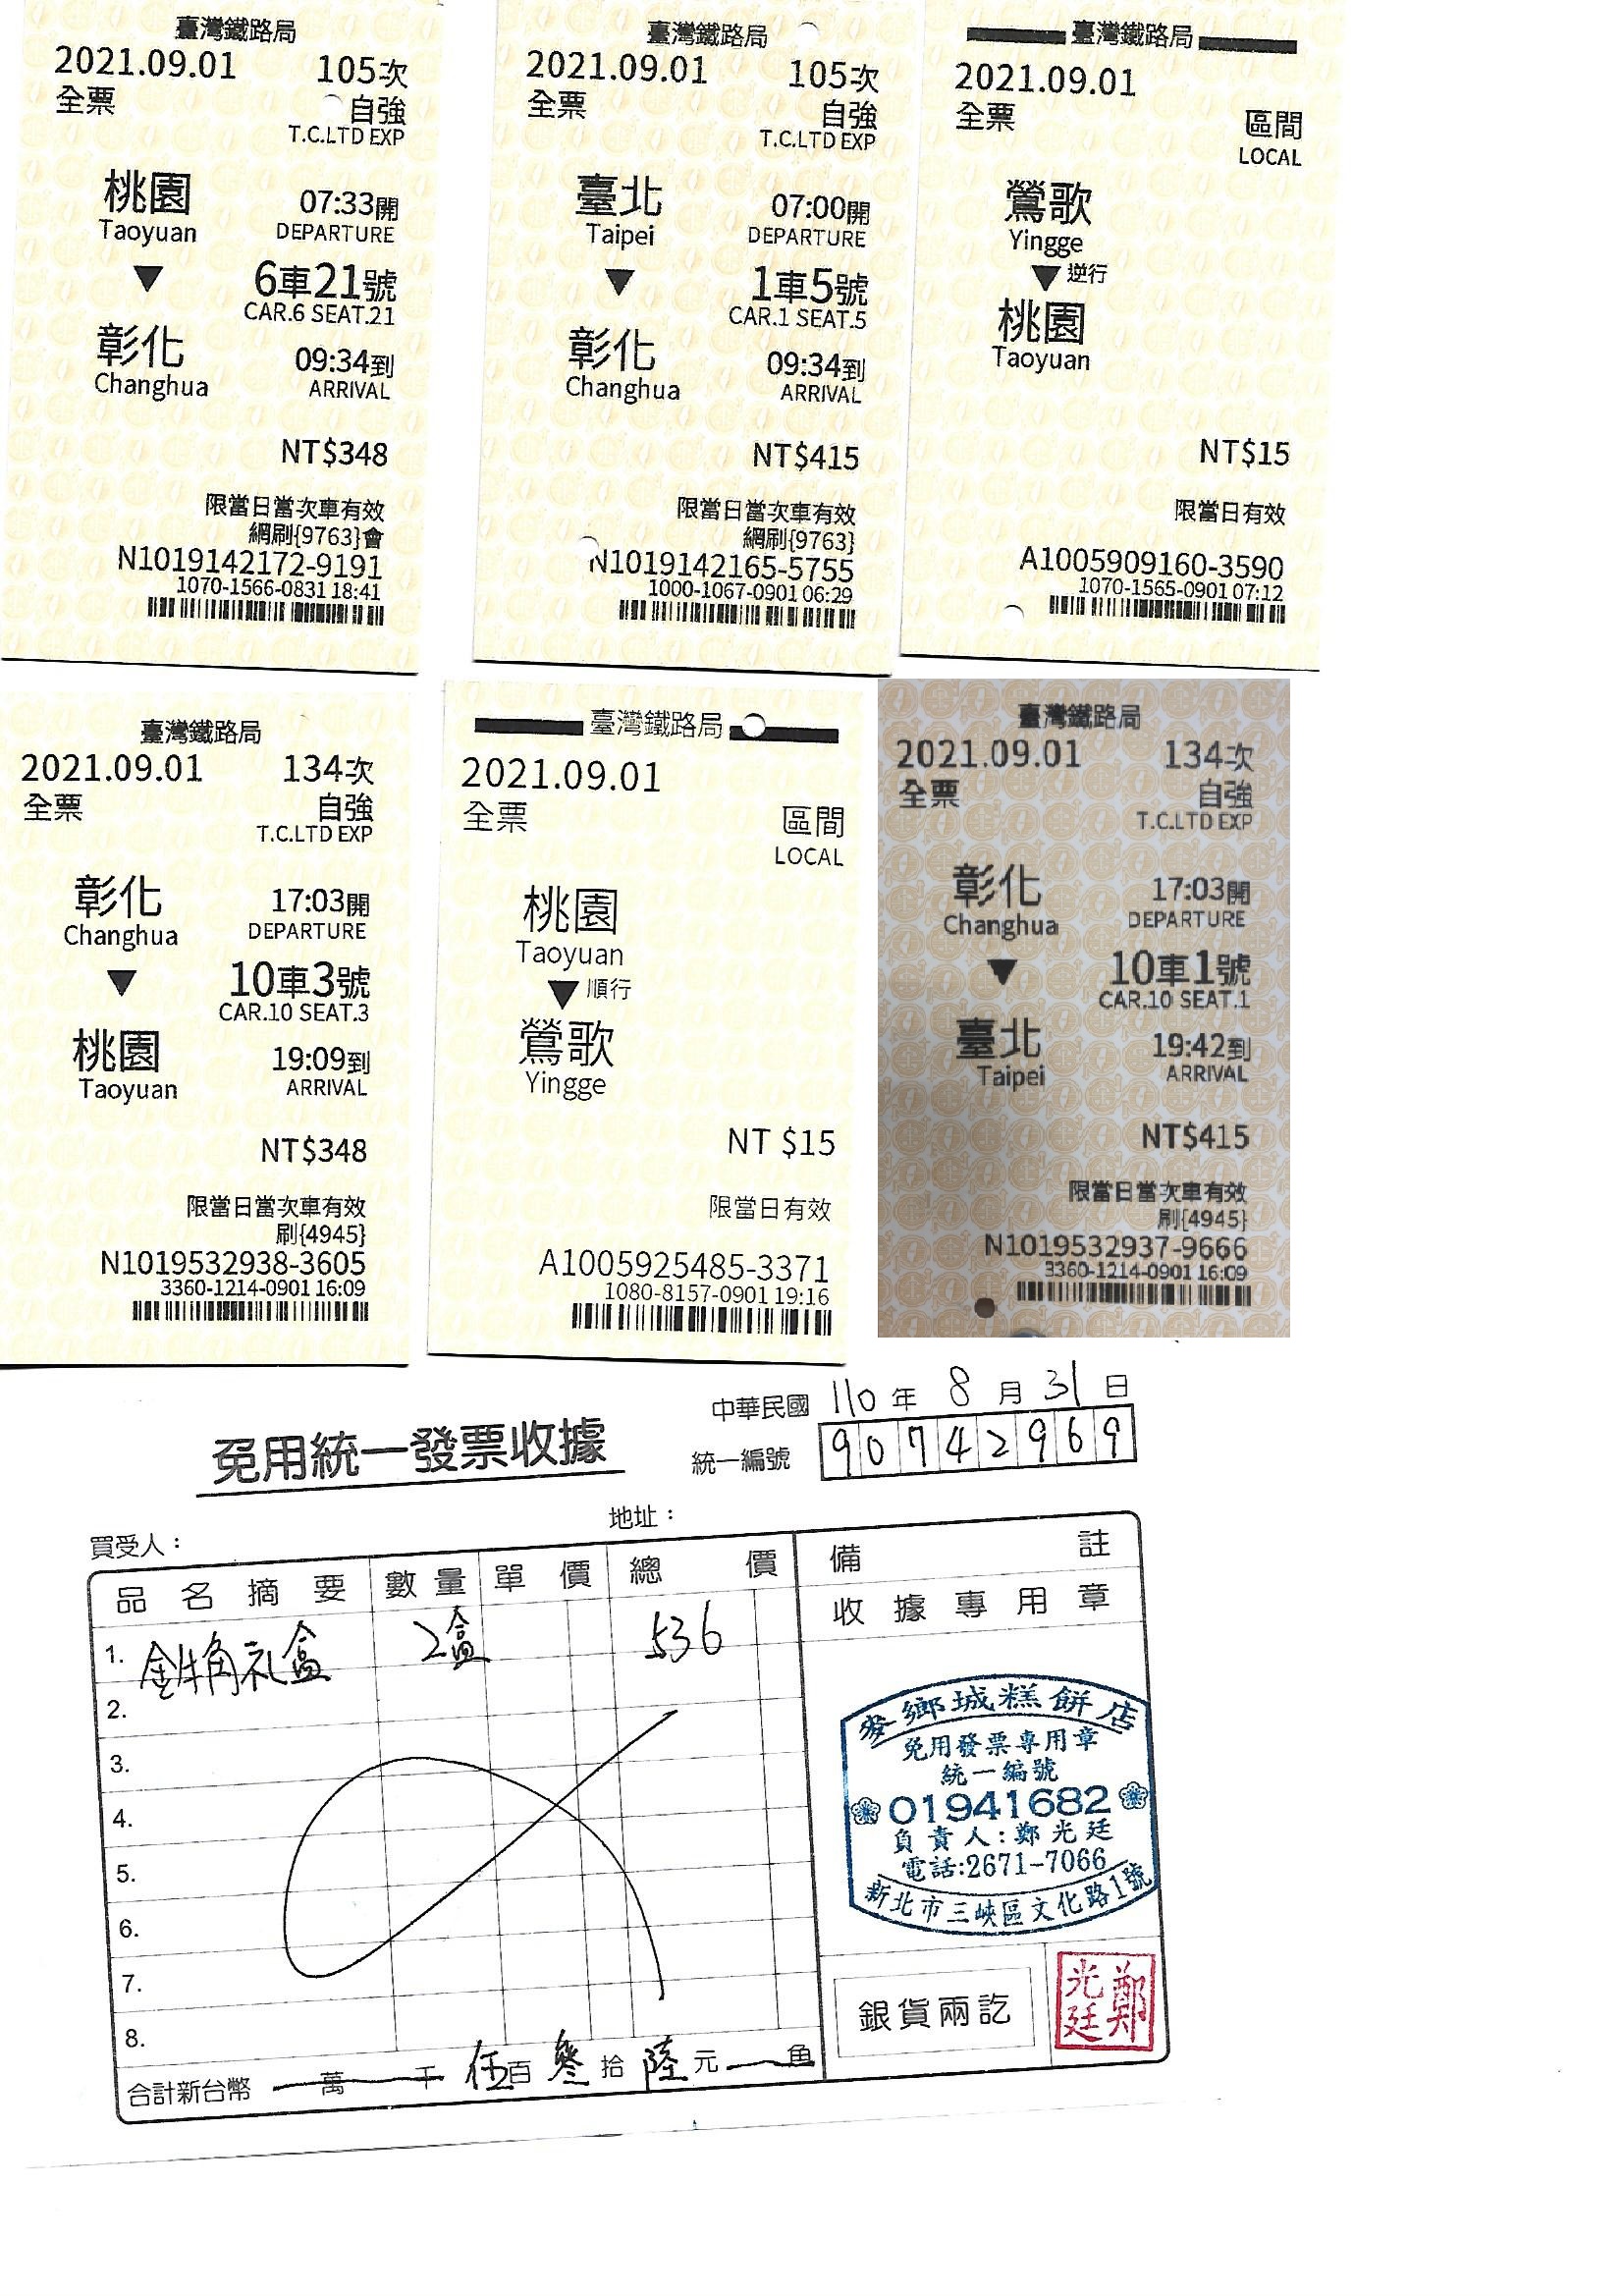 臺灣鐵路局
2021.09.01 105次
全票 自強
T.C.LTD EXP
桃園 07:33開
Taoyuan DEPARTURE
▼ 6車21號
CAR.6 SEAT.21
彰化 09:34到
Changhua ARRIVAL
NT$348
限當日當次車有效
網刷{9763}會
N1019142172-9191
1070-1566-0831 18:41
臺灣鐵路局
2021.09.01 105次
全票 自強
T.C.LTD EXP
臺北 07:00開
Taipei DEPARTURE
▼ 1車5號
CAR.1 SEAT.5
彰化 09:34到
Changhua ARRIVAL
NT$415
限當日當次車有效
網刷{9763}
N1019142165-5755
1000-1067-0901 06:29
臺灣鐵路局
2021.09.01
全票 區間
LOCAL
鶯歌
Yingge
▼逆行
桃園
Taoyuan
NT$15
限當日有效
A1005909160-3590
1070-1565-0901 07:12
臺灣鐵路局
2021.09.01 134次
全票 自強
T.C.LTD EXP
彰化 17:03開
Changhua DEPARTURE
▼ 10車3號
CAR.10 SEAT.3
桃園 19:09到
Taoyuan ARRIVAL
NT$348
限當日當次車有效
刷{4945}
N1019532938-3605
3360-1214-0901 16:09
臺灣鐵路局
2021.09.01
全票 區間
LOCAL
桃園
Taoyuan
▼順行
鶯歌
Yingge
NT $15
限當日有效
A1005925485-3371
1080-8157-0901 19:16
臺灣鐵路局
2021.09.01 134次
全票 自強
T.C.LTD EXP
彰化 17:03開
Changhua DEPARTURE
▼ 10車1號
CAR.10 SEAT.1
臺北 19:42到
Taipei ARRIVAL
NT$415
限當日當次車有效
刷{4945}
N1019532937-9666
3360-1214-0901 16:09
中華民國 110 年 8 月 31 日
免用統一發票收據 統一編號 90742969
買受人： 地址：
品名摘要 數量 單價 總價 備註
收據專用章
1. 金牛角礼盒 2盒 536
2.
3.
4.
5.
6.
7.
8.
合計新台幣 萬 千 伍百 叁拾 陸元 角
麥鄉城糕餅店
免用發票專用章
統一編號
01941682
負責人:鄭光廷
電話:2671-7066
新北市三峽區文化路1號
銀貨兩訖
鄭光廷